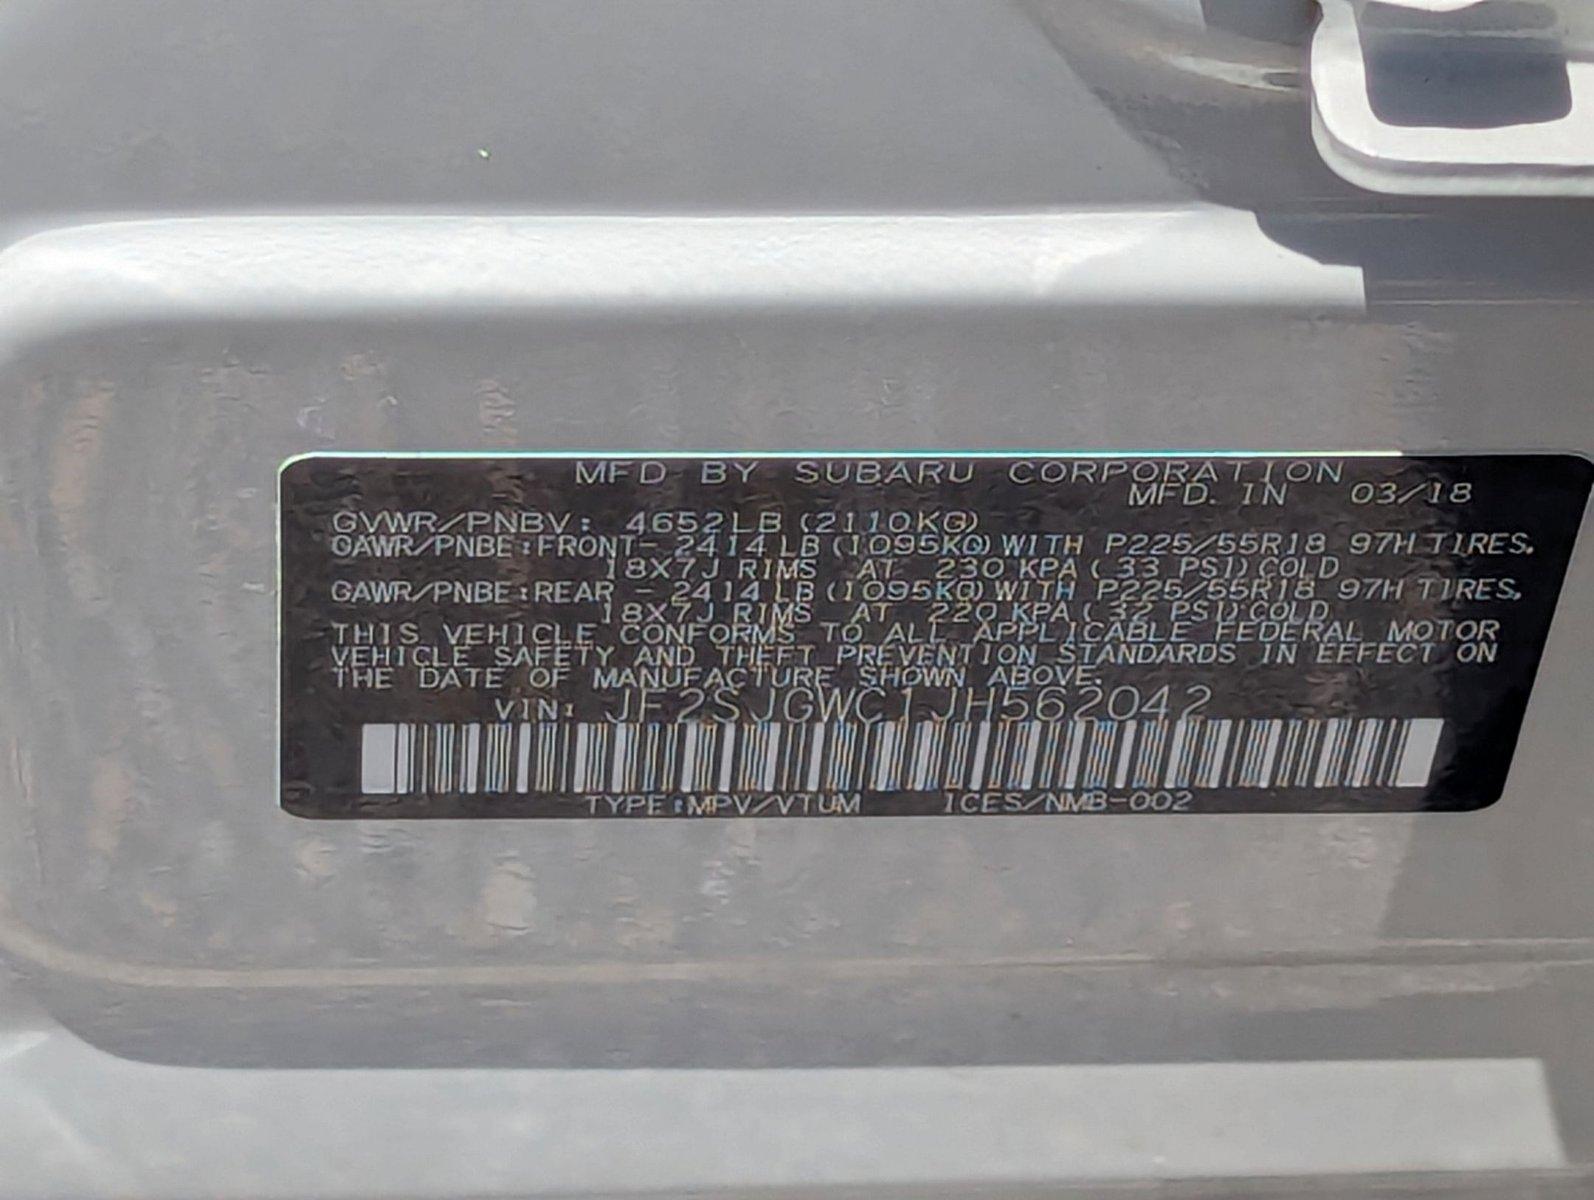 MFD BY SUBARU CORPORATION
MFD. IN 03/18
GVWR/PNBV: 4652LB (2110KG)
GAWR/PNBE:FRONT- 2414LB (1095KG) WITH P225/55R18 97H TIRES.
18X7J RIMS AT 230 KPA ( 33 PSI) COLD
GAWR/PNBE:REAR - 2414LB (1095KG) WITH P225/55R18 97H TIRES.
18X7J RIMS AT 220 KPA ( 32 PSI) COLD
THIS VEHICLE CONFORMS TO ALL APPLICABLE FEDERAL MOTOR
VEHICLE SAFETY AND THEFT PREVENTION STANDARDS IN EFFECT ON
THE DATE OF MANUFACTURE SHOWN ABOVE.
VIN: JF2SJGWC1JH562042
TYPE:MPV/VTUM ICES/NMB-002